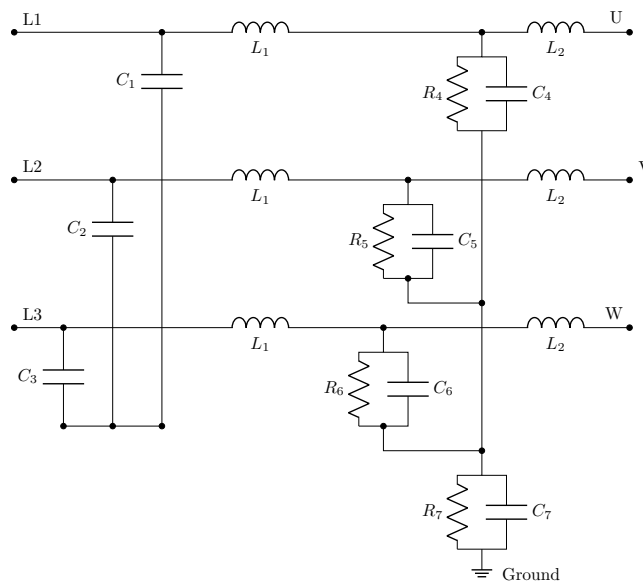 L1
U
L₁
L₂
C₁
R₄
C₄
L2
V
L₁
L₂
C₂
R₅
C₅
L3
W
L₁
L₂
C₃
R₆
C₆
R₇
C₇
Ground